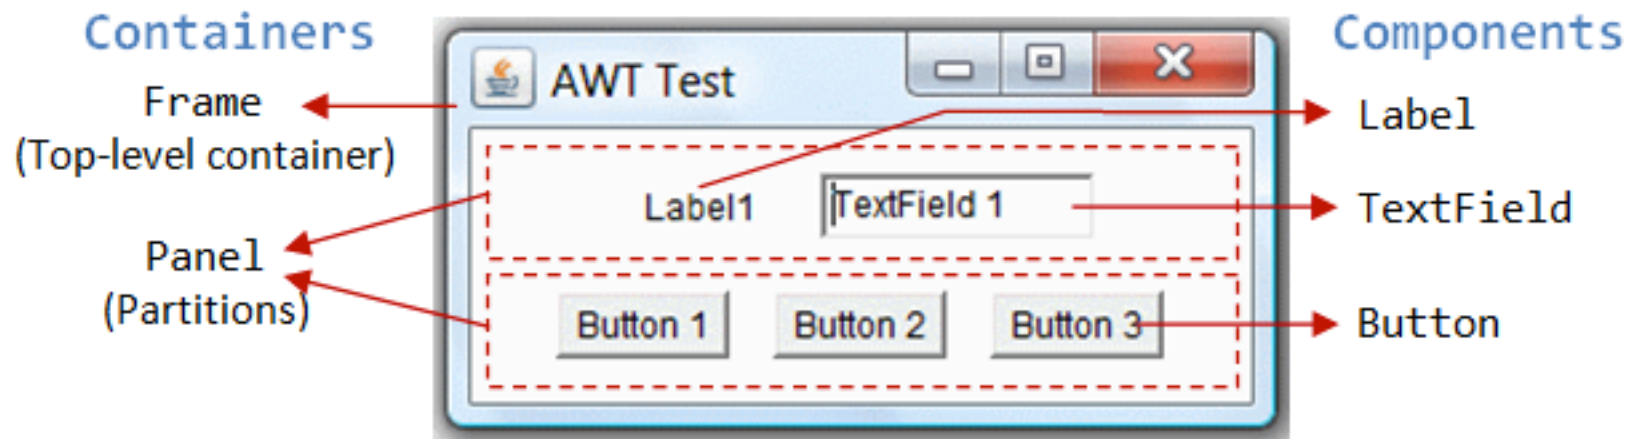 Containers
Components
Frame
(Top-level container)
AWT Test
Label
Label1
TextField 1
TextField
Panel
(Partitions)
Button 1
Button 2
Button 3
Button